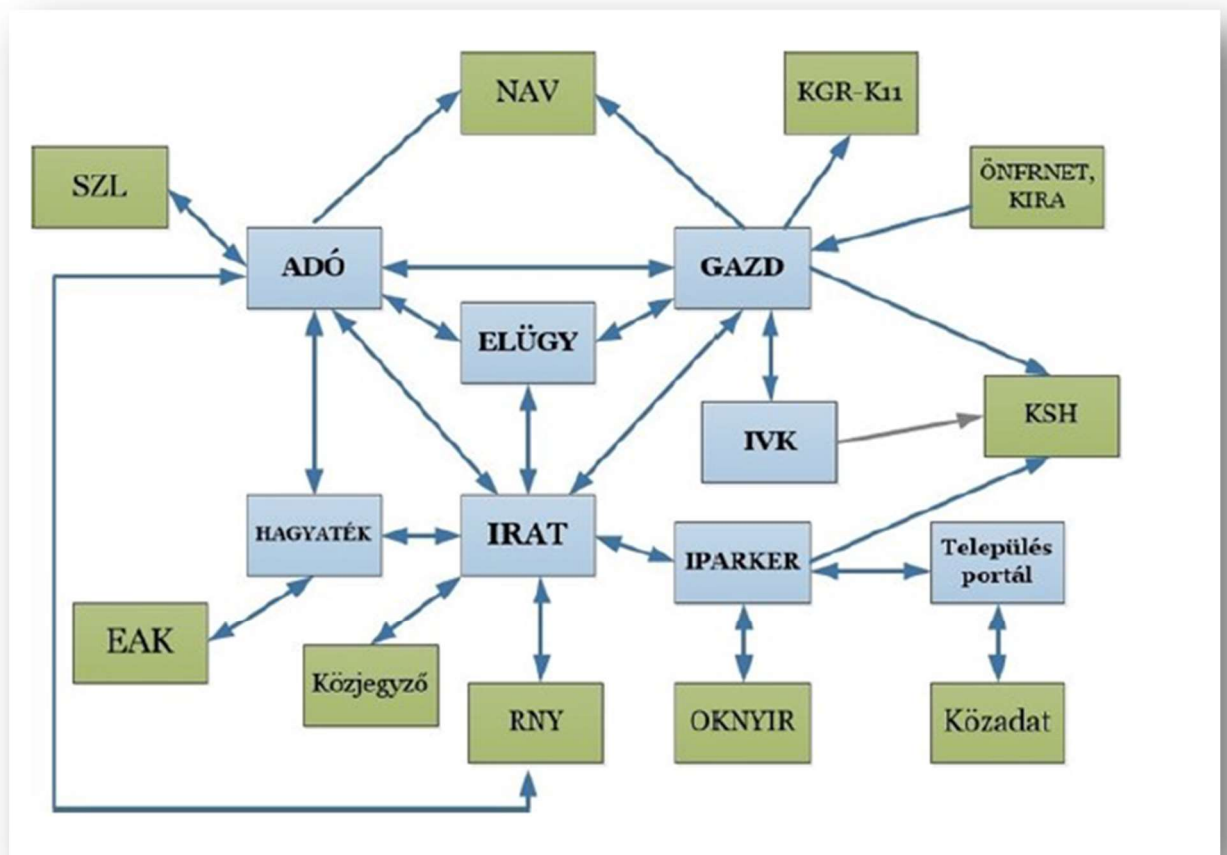 NAV
KGR-K11
SZL
ÖNFRNET,
KIRA
ADÓ
GAZD
ELÜGY
KSH
IVK
HAGYATÉK
IRAT
IPARKER
Település
portál
EAK
Közjegyző
RNY
OKNYIR
Közadat